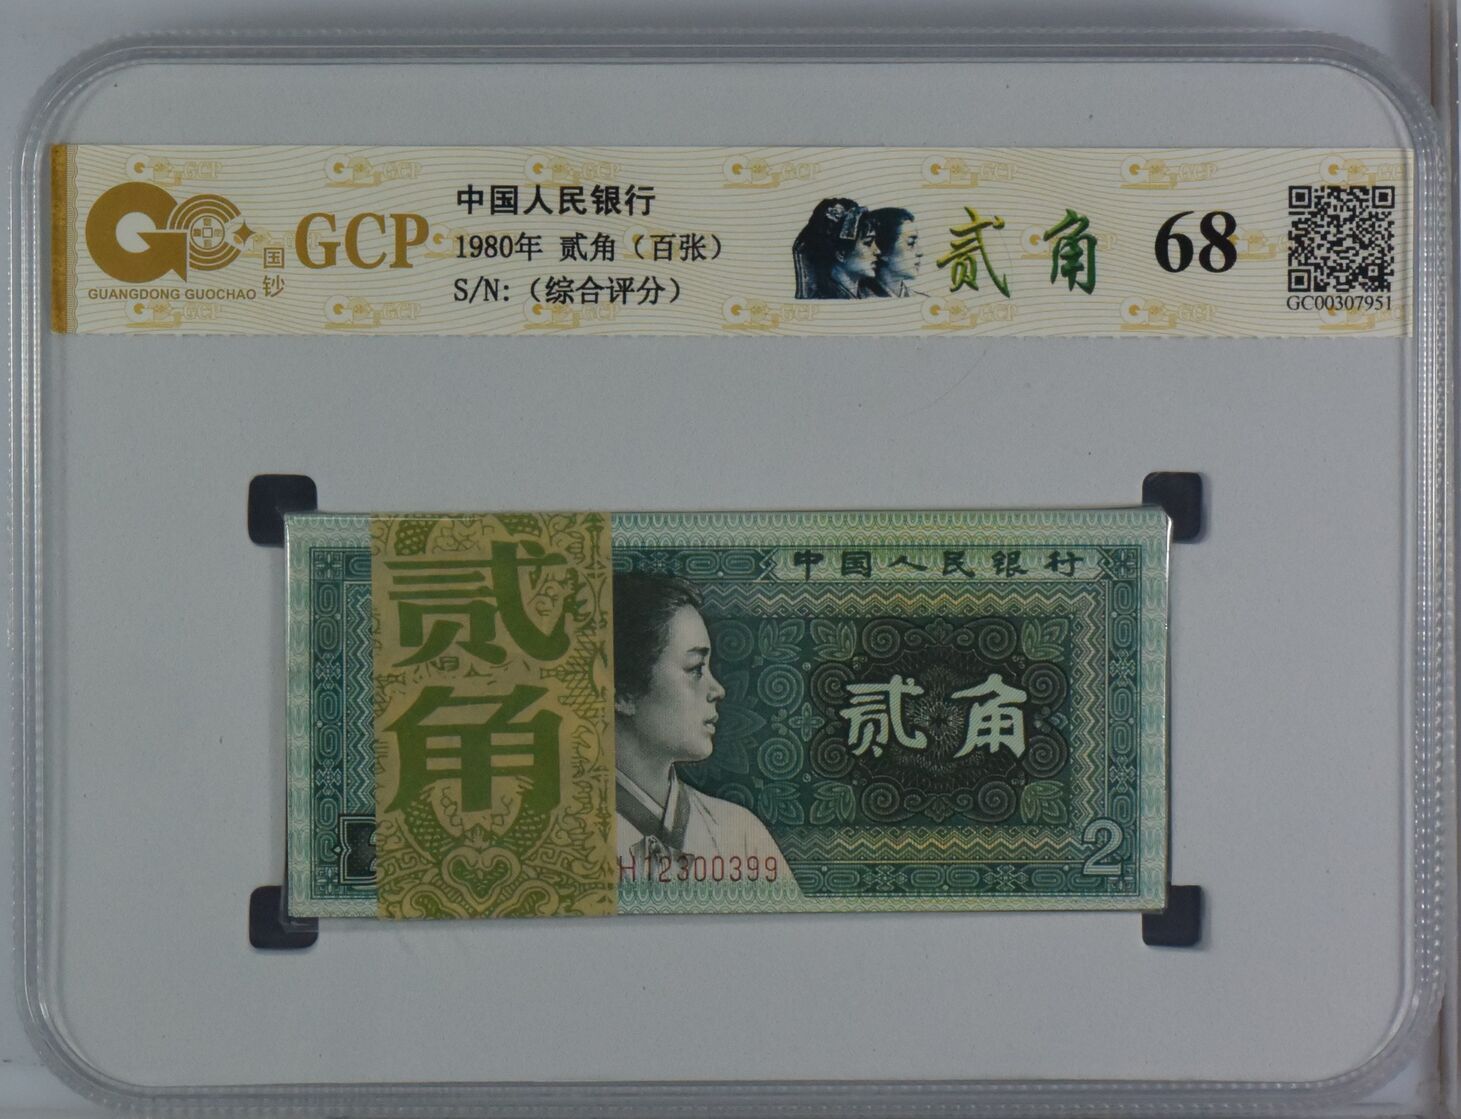 GUANGDONG GUOCHAO
国钞
GCP
中国人民银行
1980年 贰角（百张）
S/N:（综合评分）
贰角
68
GC00307951
贰角
中国人民银行
贰角
H12300399
2